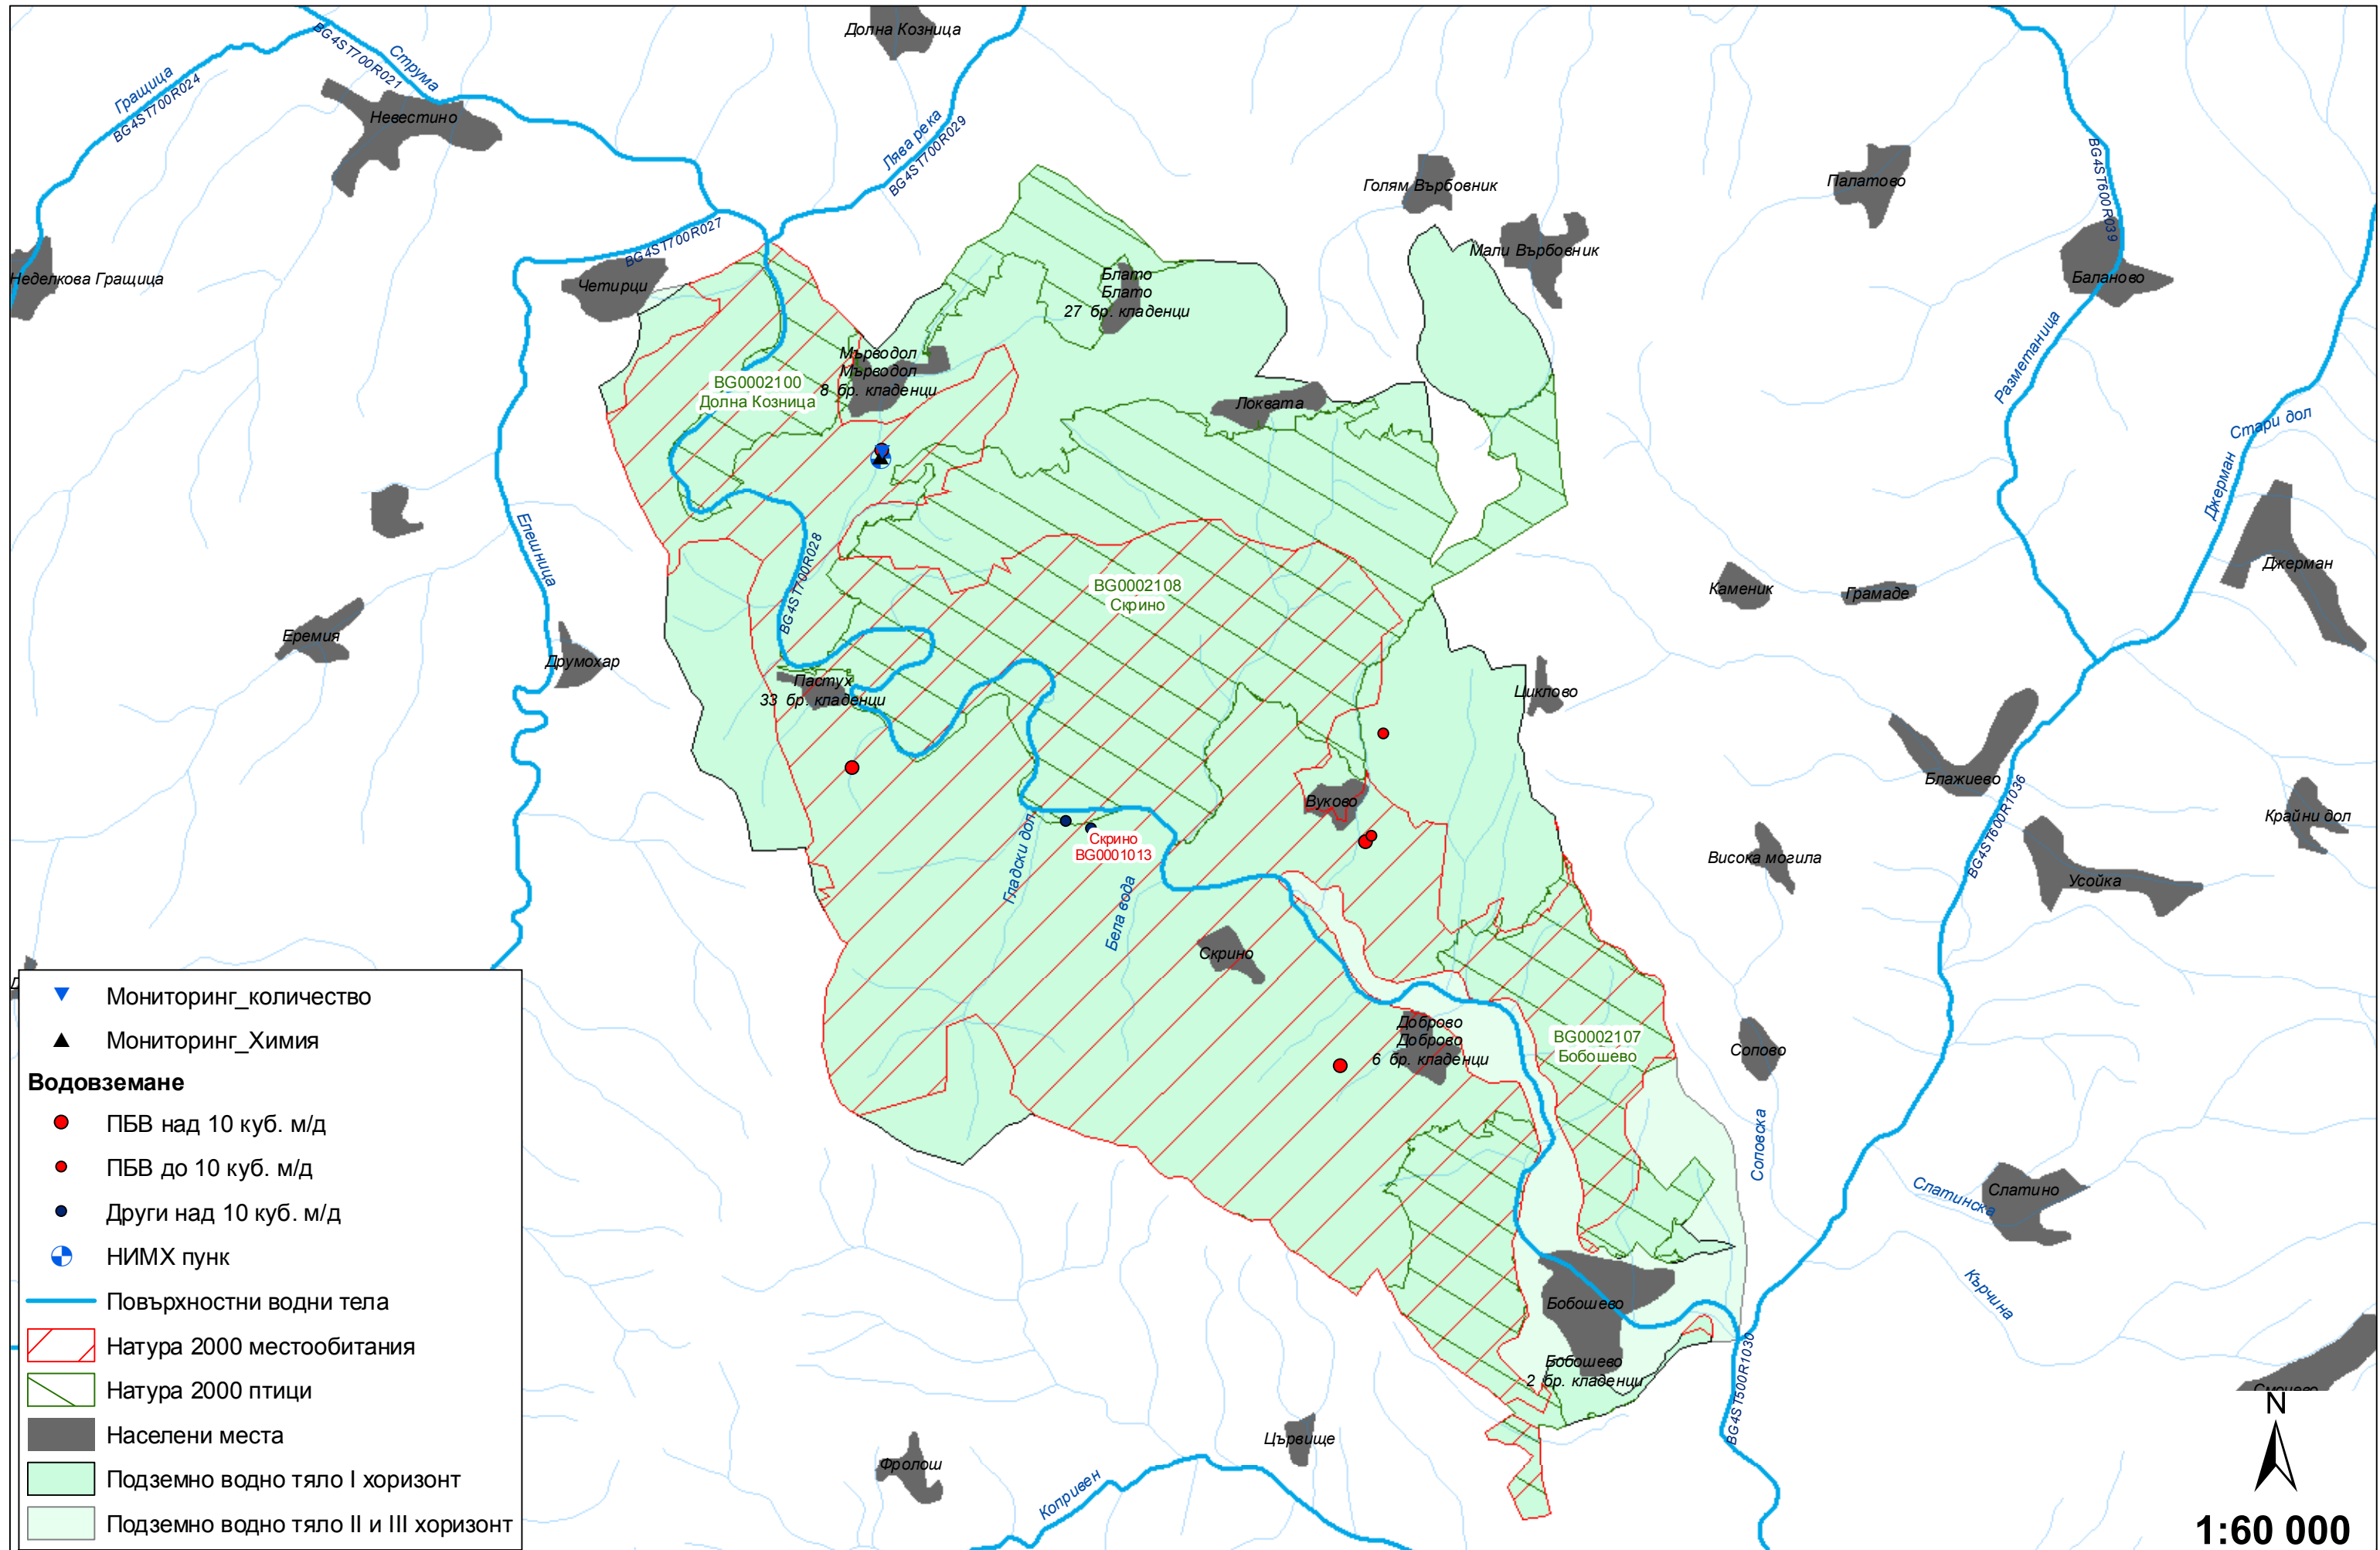 Долна Козница
BG4ST700R021
Струма
Гращица
BG4ST700R024
Невестино
Лява река
BG4ST700R029
BG4ST700R027
Голям Върбовник
Палатово
BG4ST600R039
Мали Върбовник
Неделкова Гращица
Четирци
Баланово
Блато
Блато
27 бр. кладенци
Мърводол
Мърводол
8 бр. кладенци
BG0002100
Долна Козница
Локвата
Разметаница
Стари дол
Джерман
Елешница
BG4ST700R028
BG0002108
Скрино
Каменик
Грамаде
Джерман
Еремия
Друмохар
Пастух
33 бр. кладенци
Циклово
Блажиево
Вуково
BG4ST600R1036
Крайни дол
Гладски дол
Скрино
BG0001013
Висока могила
Усойка
Бела вода
Скрино
Доброво
Доброво
6 бр. кладенци
BG0002107
Бобошево
Сопово
Соповска
Слатинска
Слатино
Кърчина
Бобошево
Бобошево
2 бр. кладенци
BG4ST500R1030
Цървище
Фролош
Копривен
Мониторинг_количество
Мониторинг_Химия
Водовземане
ПБВ над 10 куб. м/д
ПБВ до 10 куб. м/д
Други над 10 куб. м/д
НИМХ пунк
Повърхностни водни тела
Натура 2000 местообитания
Натура 2000 птици
Населени места
Подземно водно тяло I хоризонт
Подземно водно тяло II и III хоризонт
N
1:60 000